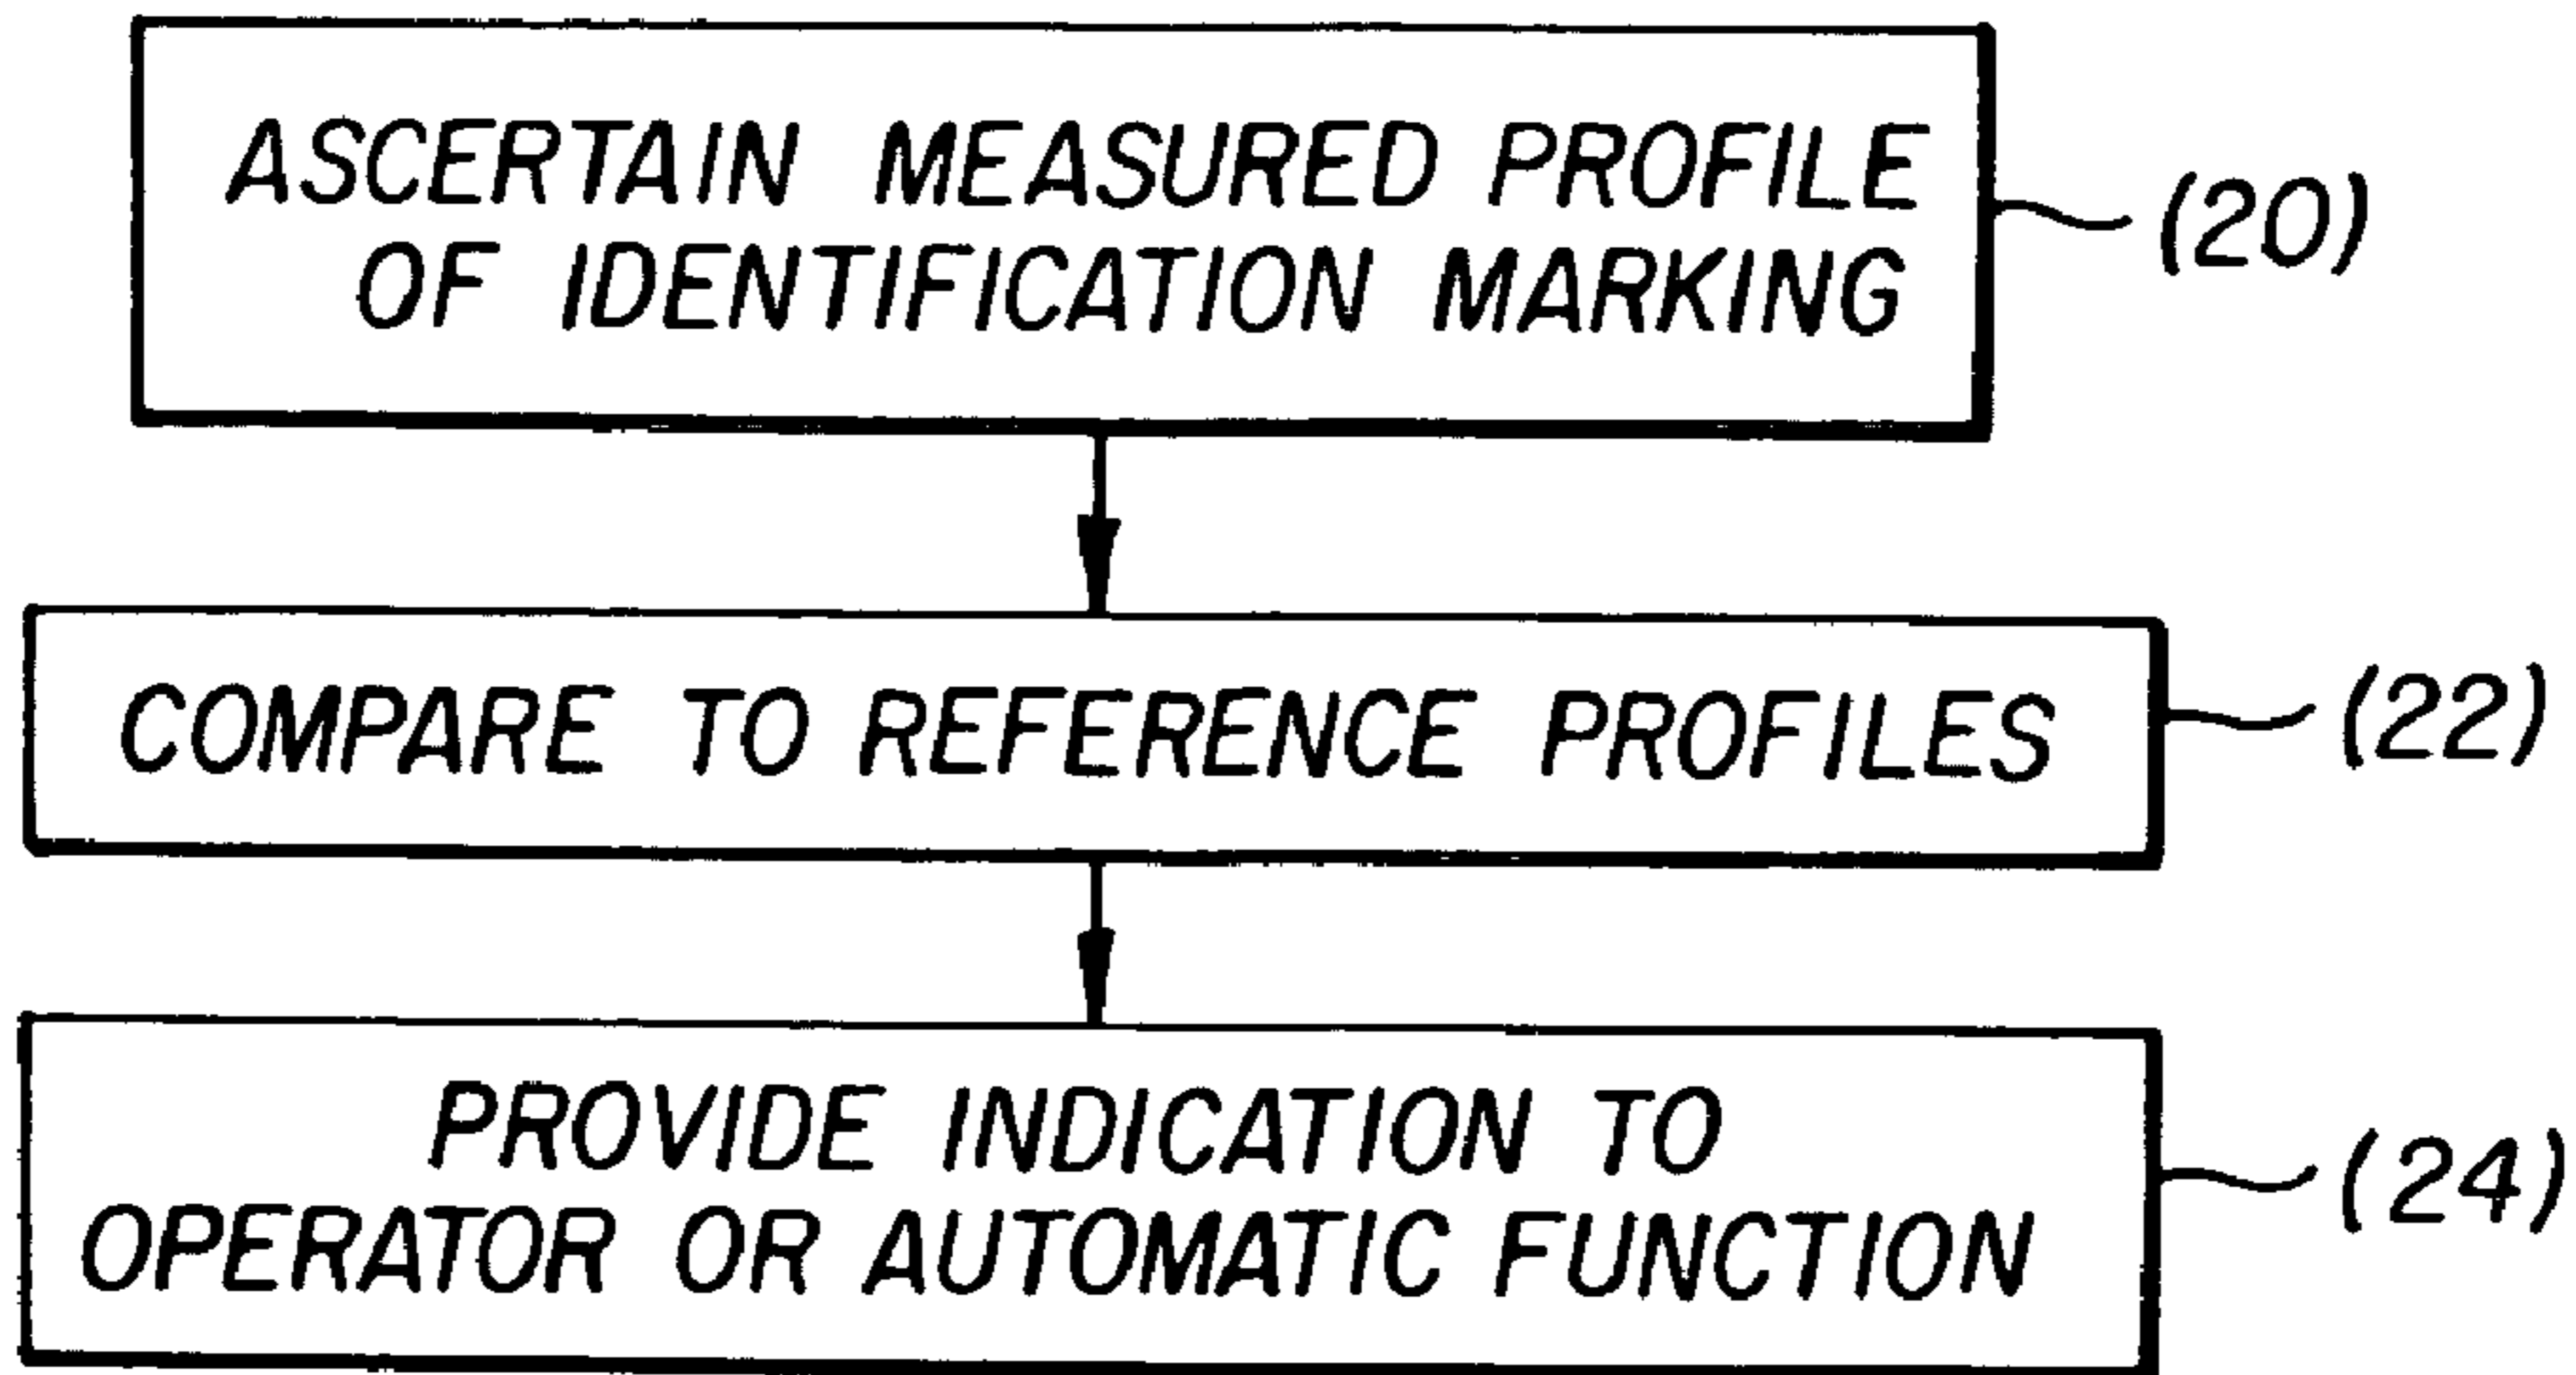 ASCERTAIN MEASURED PROFILE
OF IDENTIFICATION MARKING
(20)
COMPARE TO REFERENCE PROFILES
(22)
PROVIDE INDICATION TO
OPERATOR OR AUTOMATIC FUNCTION
(24)